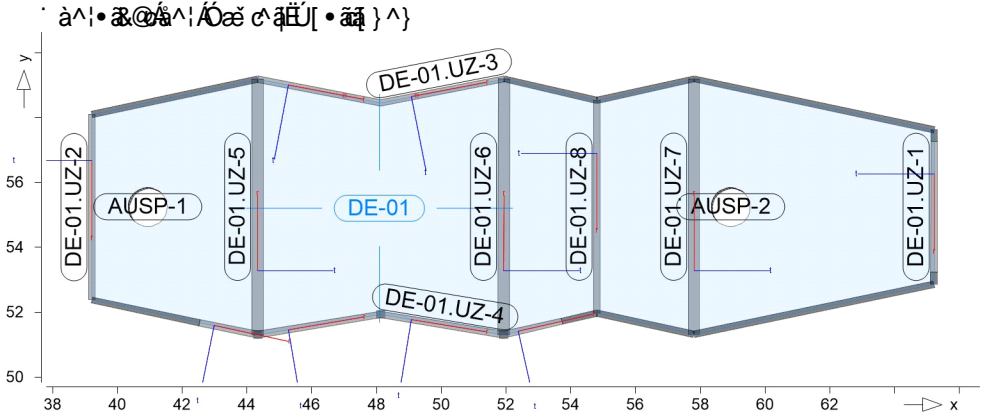 y
DE-01.UZ-3
t
DE-01.UZ-2
DE-01.UZ-5
DE-01.UZ-6
DE-01.UZ-8
DE-01.UZ-7
DE-01.UZ-1
t
t
t
t
t
56
AUSP-1
DE-01
AUSP-2
54
t
t
t
DE-01.UZ-4
52
50
t
t
t
t
38 40 42 44 46 48 50 52 54 56 58 60 62
x